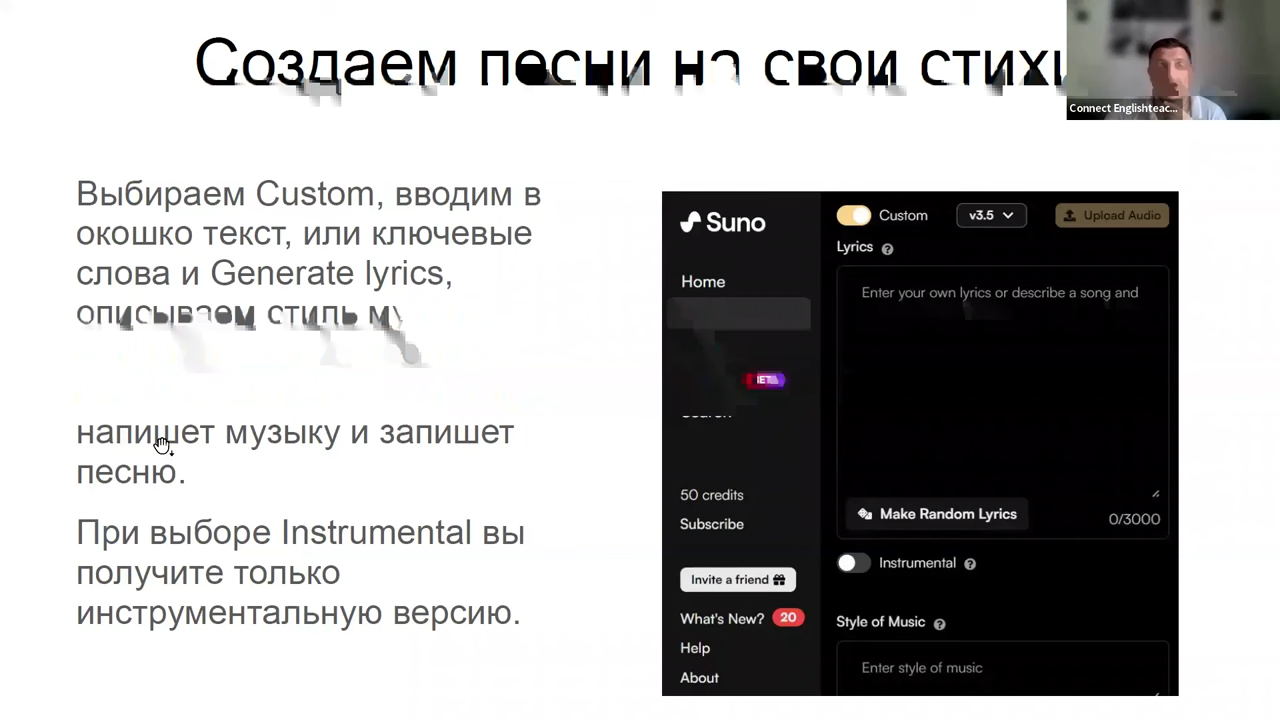 Создаем песни на свои стихи
Connect Englishteac...
Выбираем Custom, вводим в
окошко текст, или ключевые
слова и Generate lyrics,
описываем стиль
напишет музыку и запишет
песню.
При выборе Instrumental вы
получите только
инструментальную версию.
Suno
Home
Search
50 credits
Subscribe
Invite a friend
What's New? 20
Help
About
Custom
v3.5
Upload Audio
Lyrics
Enter your own lyrics or describe a song and
Make Random Lyrics
0/3000
Instrumental
Style of Music
Enter style of music